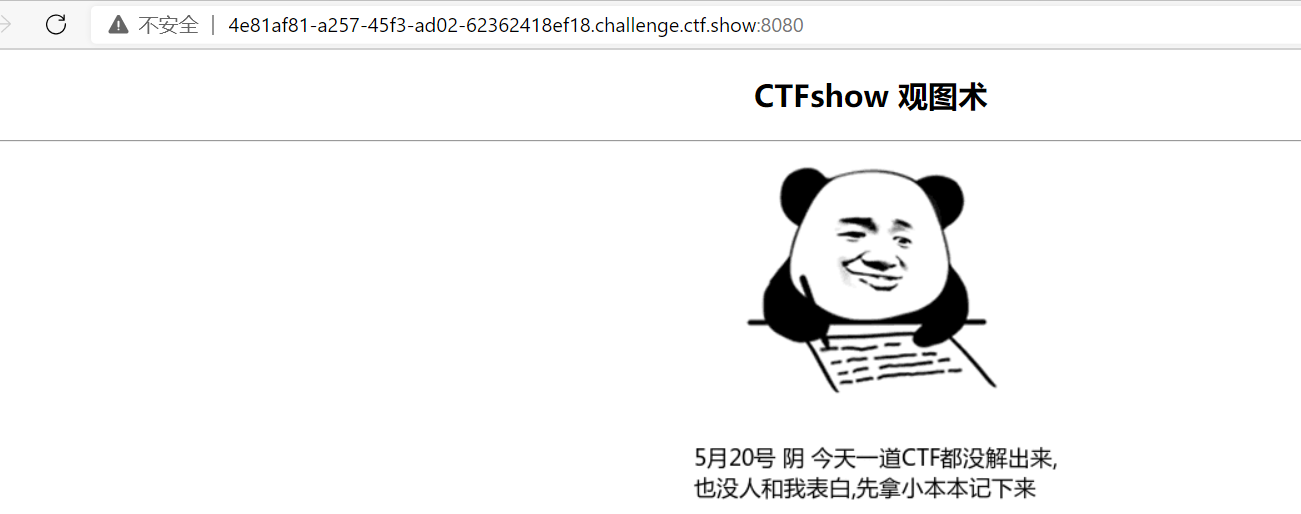 不安全 | 4e81af81-a257-45f3-ad02-62362418ef18.challenge.ctf.show:8080
CTFshow 观图术
5月20号 阴 今天一道CTF都没解出来,
也没人和我表白,先拿小本本记下来